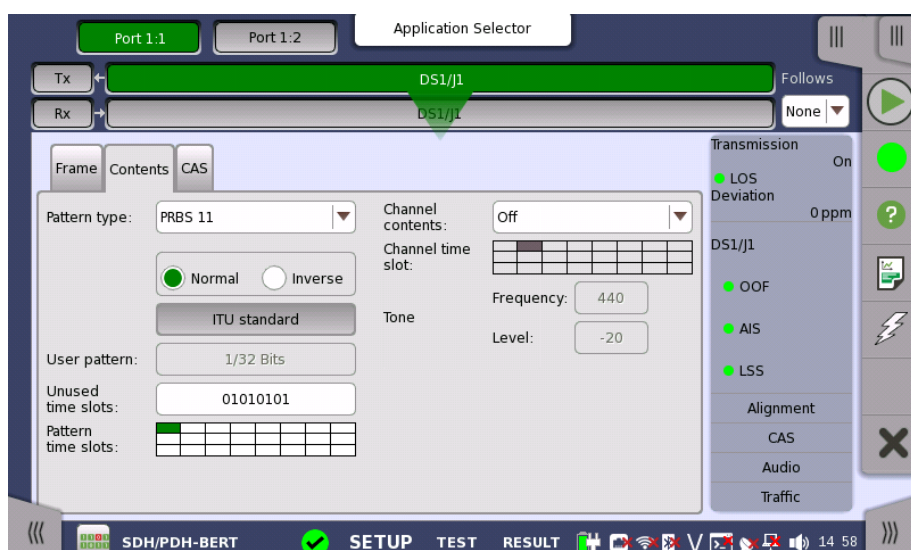 Application Selector
Port 1:1
Port 1:2
Tx
DS1/J1
Follows
Rx
DS1/J1
None
Frame
Contents
CAS
Pattern type:
PRBS 11
Normal
Inverse
ITU standard
User pattern:
1/32 Bits
Unused
time slots:
01010101
Pattern
time slots:
Channel
contents:
Off
Channel time
slot:
Tone
Frequency:
440
Level:
-20
Transmission
On
LOS
Deviation
0 ppm
DS1/J1
OOF
AIS
LSS
Alignment
CAS
Audio
Traffic
SDH/PDH-BERT
SETUP
TEST
RESULT
14 58